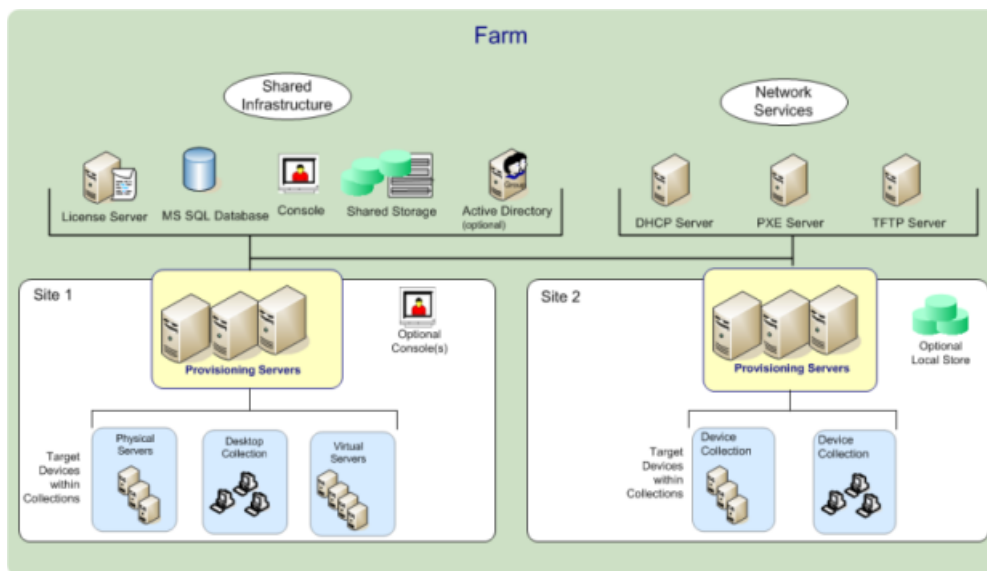 Farm
Shared
Infrastructure
Network
Services
License Server
MS SQL Database
Console
Shared Storage
Group
Active Directory
(optional)
DHCP Server
PXE Server
TFTP Server
Site 1
Optional
Console(s)
Provisioning Servers
Target
Devices
within
Collections
Physical
Servers
Desktop
Collection
Virtual
Servers
Site 2
Optional
Local Store
Provisioning Servers
Target
Devices
within
Collections
Device
Collection
Device
Collection